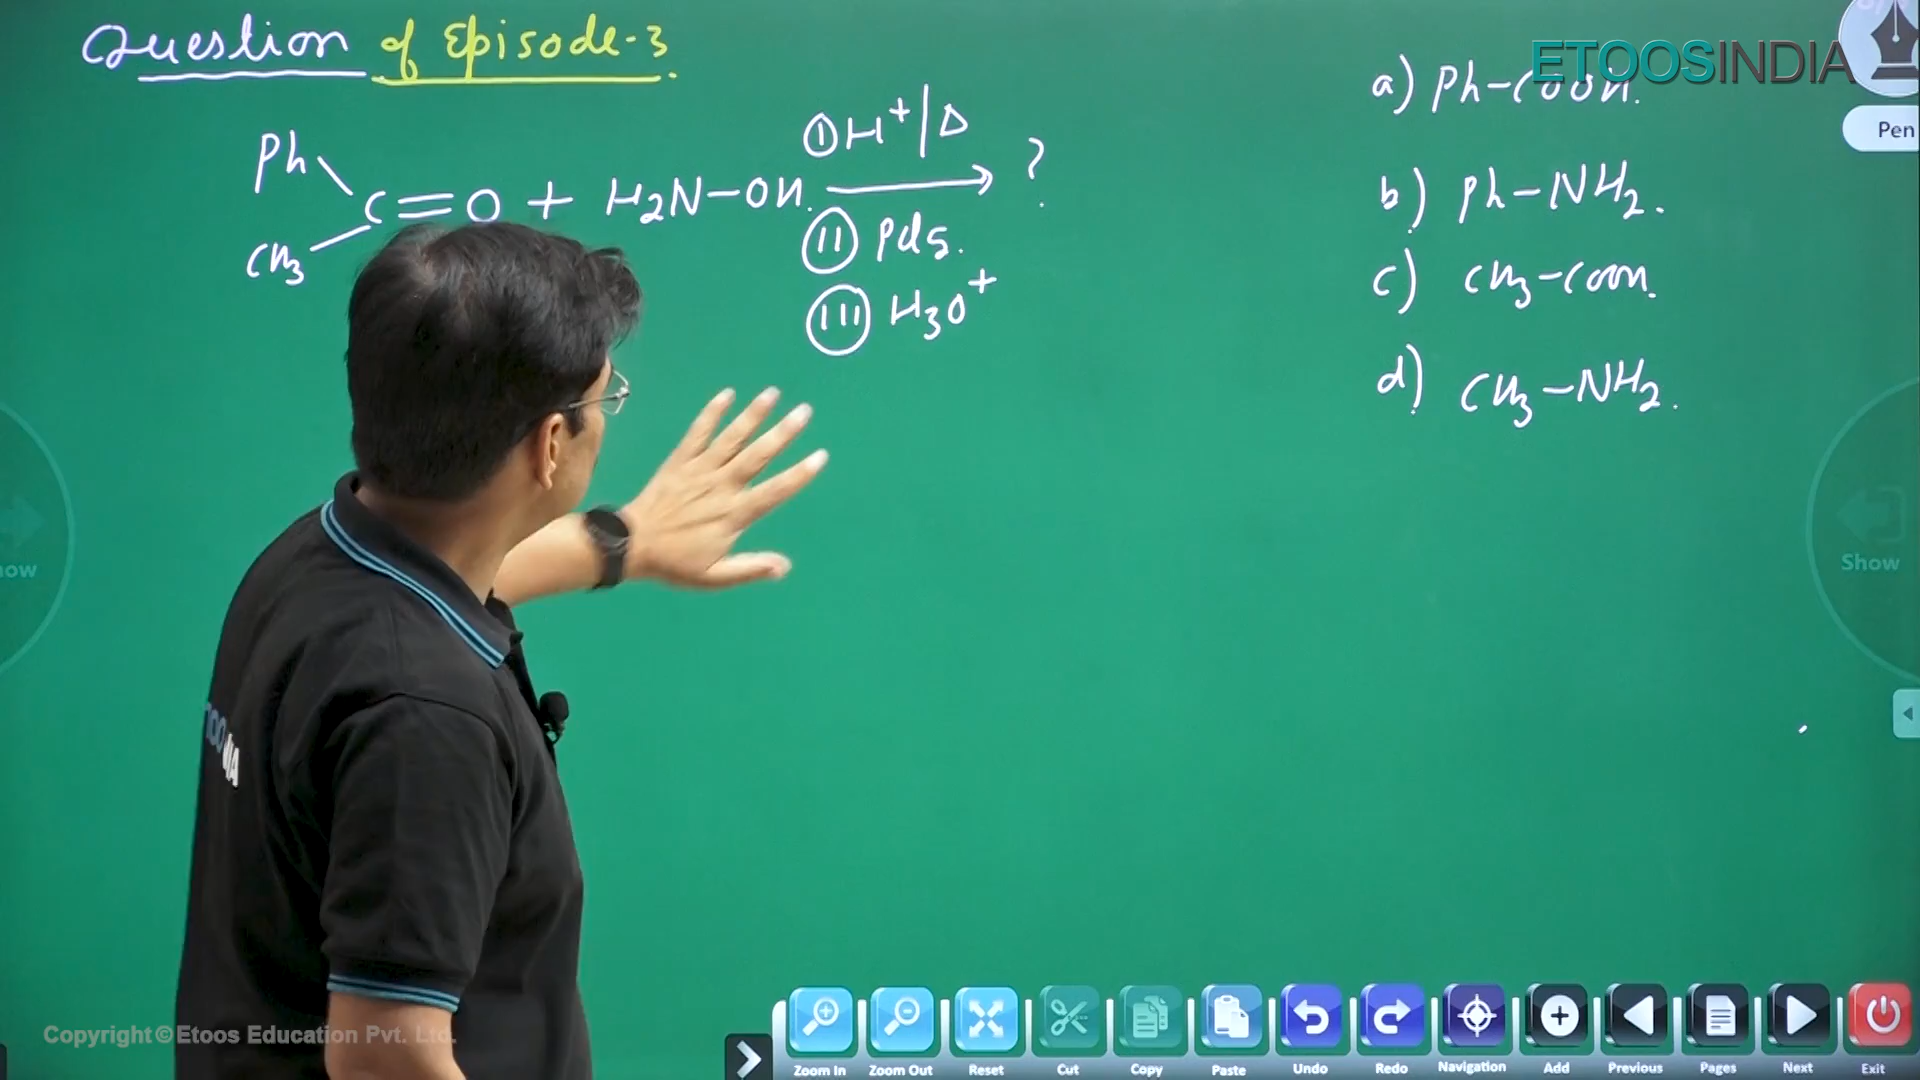 Question of Episode-3
Ph
C=O + H2N-OH
CH3
I H+/Δ
?
II PCl5.
III H3O+
a) Ph-COOH.
b) Ph-NH2.
c) CH3-COOH.
d) CH3-NH2.
ETOOSINDIA
Pen
Show
Copyright © Etoos Education Pvt. Ltd.
Zoom In
Zoom Out
Reset
Cut
Copy
Paste
Undo
Redo
Navigation
Add
Previous
Pages
Next
Exit